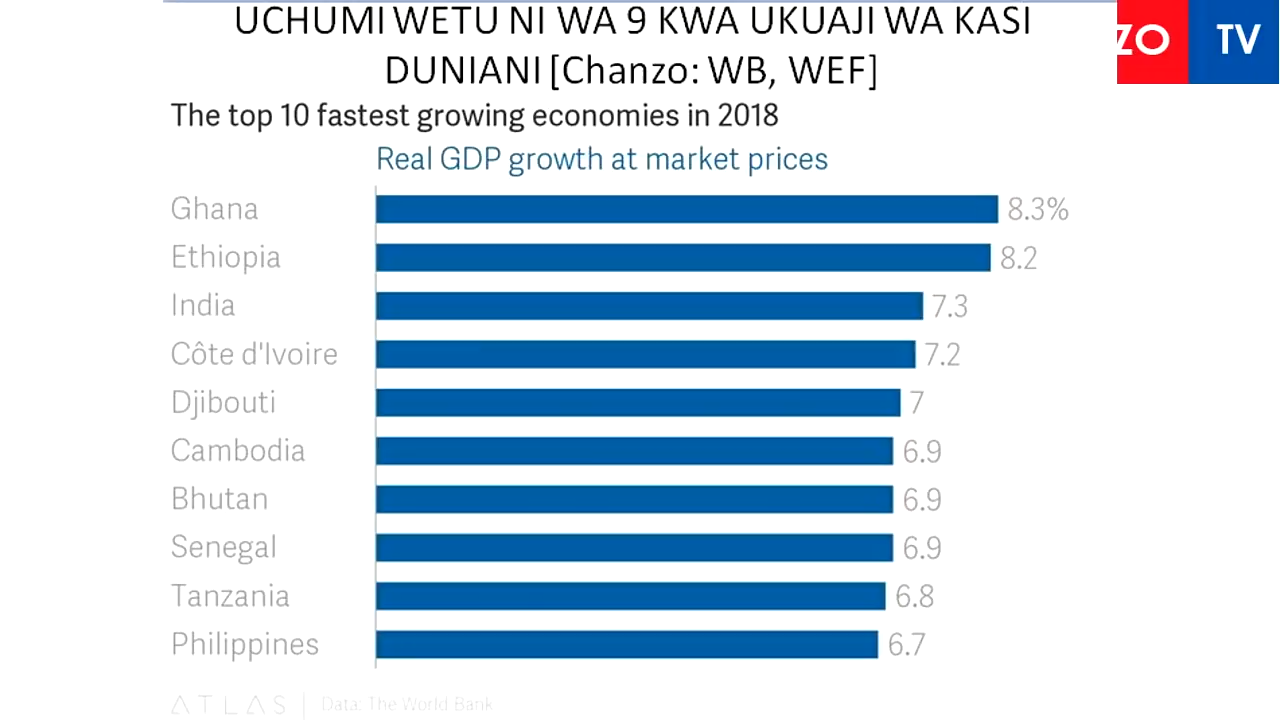 UCHUMI WETU NI WA 9 KWA UKUAJI WA KASI
DUNIANI [Chanzo: WB, WEF]
ZO TV
The top 10 fastest growing economies in 2018
Real GDP growth at market prices
Ghana 8.3%
Ethiopia 8.2
India 7.3
Côte d'Ivoire 7.2
Djibouti 7
Cambodia 6.9
Bhutan 6.9
Senegal 6.9
Tanzania 6.8
Philippines 6.7
ATLAS | Data: The World Bank